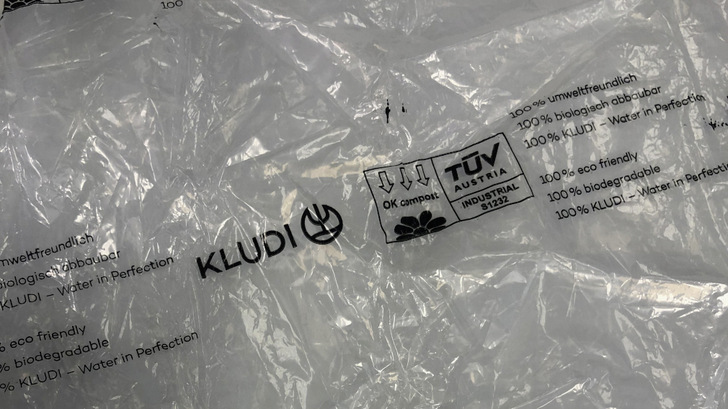 100
100% umweltfreundlich
100% biologisch abbaubar
100% KLUDI – Water in Perfection
100% eco friendly
100% biodegradable
100% KLUDI – Water in
OK compost
TÜV
AUSTRIA
INDUSTRIAL
S1232
KLUDI
mweltfreundlich
biologisch abbaubar
KLUDI – Water in Perfection
% eco friendly
% biodegradable
% KLUDI – Water in Perfection